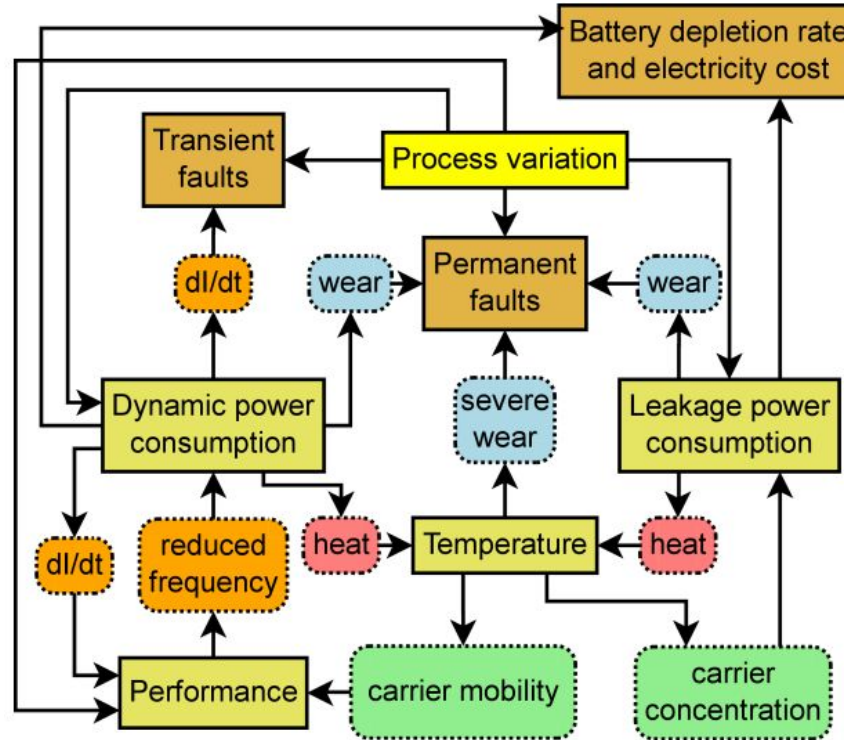 Battery depletion rate
and electricity cost
Transient
faults
Process variation
dI/dt
wear
Permanent
faults
wear
Dynamic power
consumption
severe
wear
Leakage power
consumption
dI/dt
reduced
frequency
heat
Temperature
heat
Performance
carrier mobility
carrier
concentration